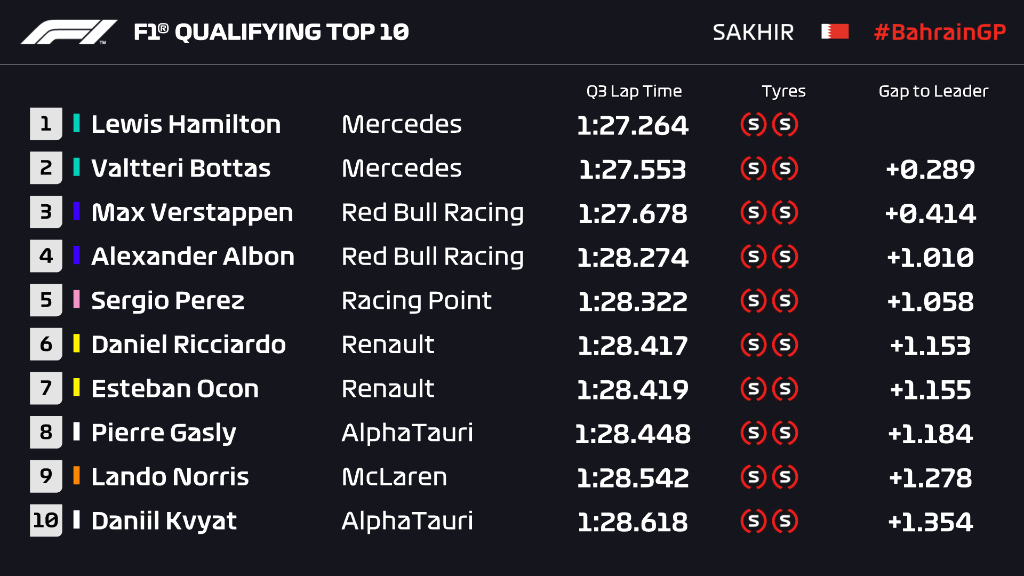 F1® QUALIFYING TOP 10 SAKHIR #BahrainGP
Q3 Lap Time Tyres Gap to Leader
1 Lewis Hamilton Mercedes 1:27.264 S S
2 Valtteri Bottas Mercedes 1:27.553 S S +0.289
3 Max Verstappen Red Bull Racing 1:27.678 S S +0.414
4 Alexander Albon Red Bull Racing 1:28.274 S S +1.010
5 Sergio Perez Racing Point 1:28.322 S S +1.058
6 Daniel Ricciardo Renault 1:28.417 S S +1.153
7 Esteban Ocon Renault 1:28.419 S S +1.155
8 Pierre Gasly AlphaTauri 1:28.448 S S +1.184
9 Lando Norris McLaren 1:28.542 S S +1.278
10 Daniil Kvyat AlphaTauri 1:28.618 S S +1.354